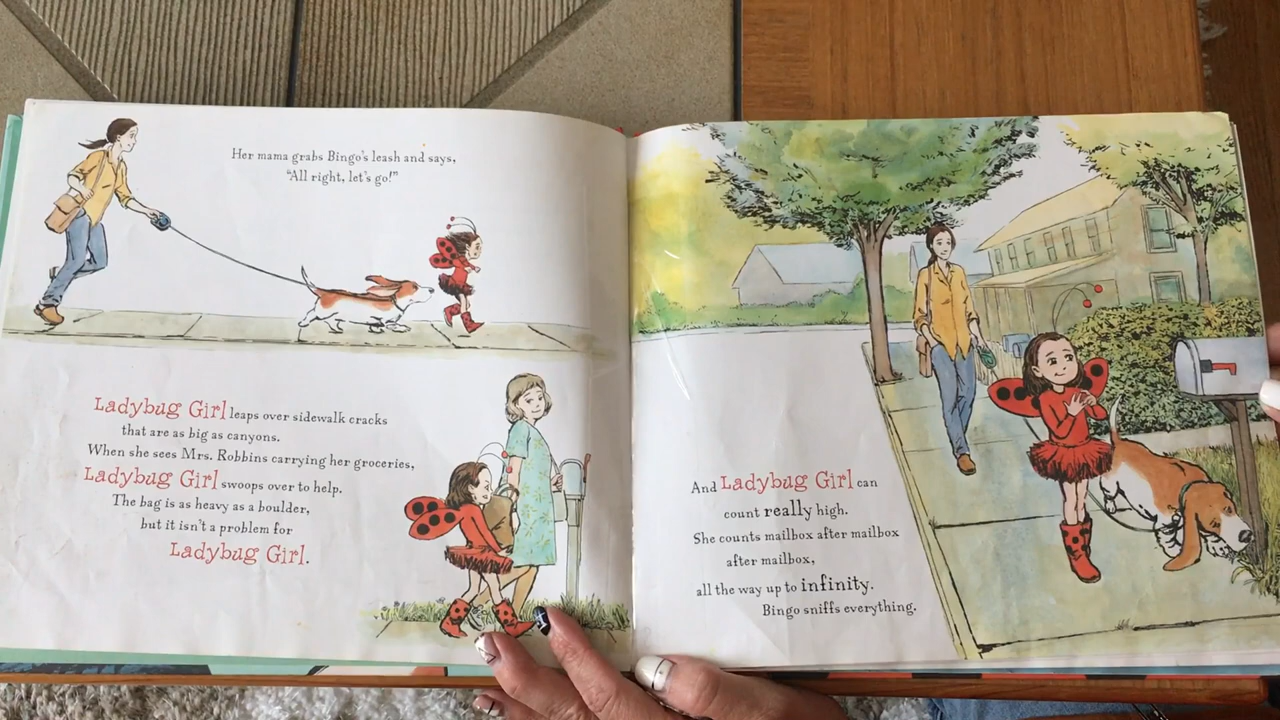 Her mama grabs Bingo's leash and says,
"All right, let's go!"
Ladybug Girl leaps over sidewalk cracks
that are as big as canyons.
When she sees Mrs. Robbins carrying her groceries,
Ladybug Girl swoops over to help.
The bag is as heavy as a boulder,
but it isn't a problem for
Ladybug Girl.
And Ladybug Girl can
count really high.
She counts mailbox after mailbox
after mailbox,
all the way up to infinity.
Bingo sniffs everything.